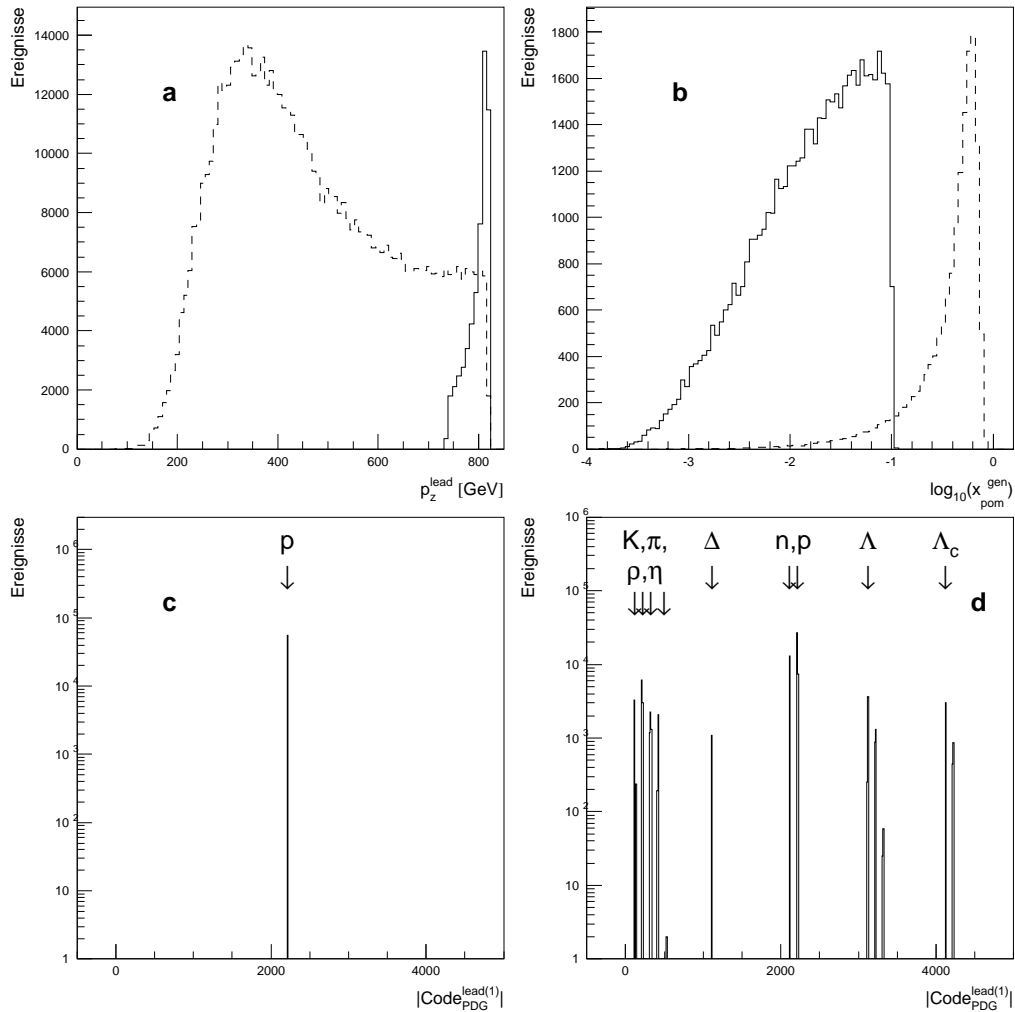 Ereignisse
14000
12000
10000
8000
6000
4000
2000
0
a
0 200 400 600 800
p_z^lead [GeV]
Ereignisse
1800
1600
1400
1200
1000
800
600
400
200
0
b
-4 -3 -2 -1 0
log10(x_pom^gen)
Ereignisse
10^6
10^5
10^4
10^3
10^2
10
1
p
c
0 2000 4000
|Code_PDG^lead(1)|
Ereignisse
10^6
10^5
10^4
10^3
10^2
10
1
K,π, Δ n,p Λ Λc
ρ,η
d
0 2000 4000
|Code_PDG^lead(1)|